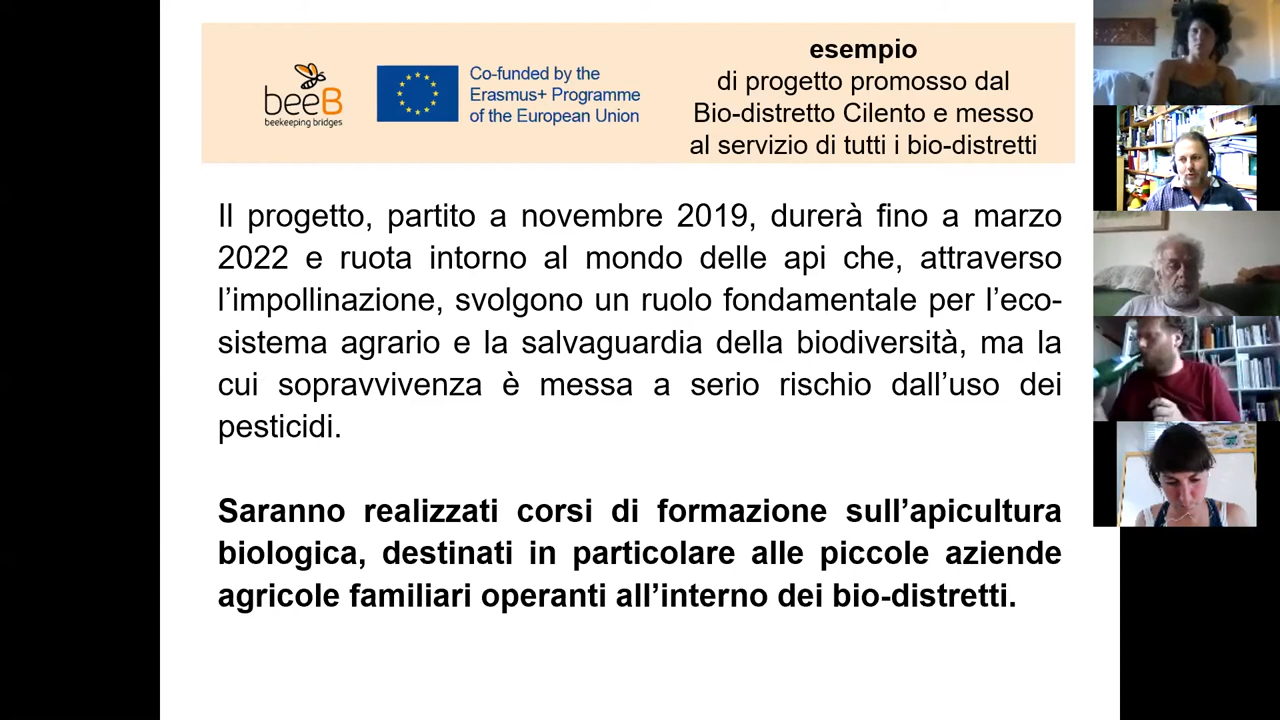 beeB
beekeeping bridges
Co-funded by the
Erasmus+ Programme
of the European Union
esempio
di progetto promosso dal
Bio-distretto Cilento e messo
al servizio di tutti i bio-distretti
Il progetto, partito a novembre 2019, durerà fino a marzo
2022 e ruota intorno al mondo delle api che, attraverso
l’impollinazione, svolgono un ruolo fondamentale per l’eco-
sistema agrario e la salvaguardia della biodiversità, ma la
cui sopravvivenza è messa a serio rischio dall’uso dei
pesticidi.
Saranno realizzati corsi di formazione sull’apicultura
biologica, destinati in particolare alle piccole aziende
agricole familiari operanti all’interno dei bio-distretti.